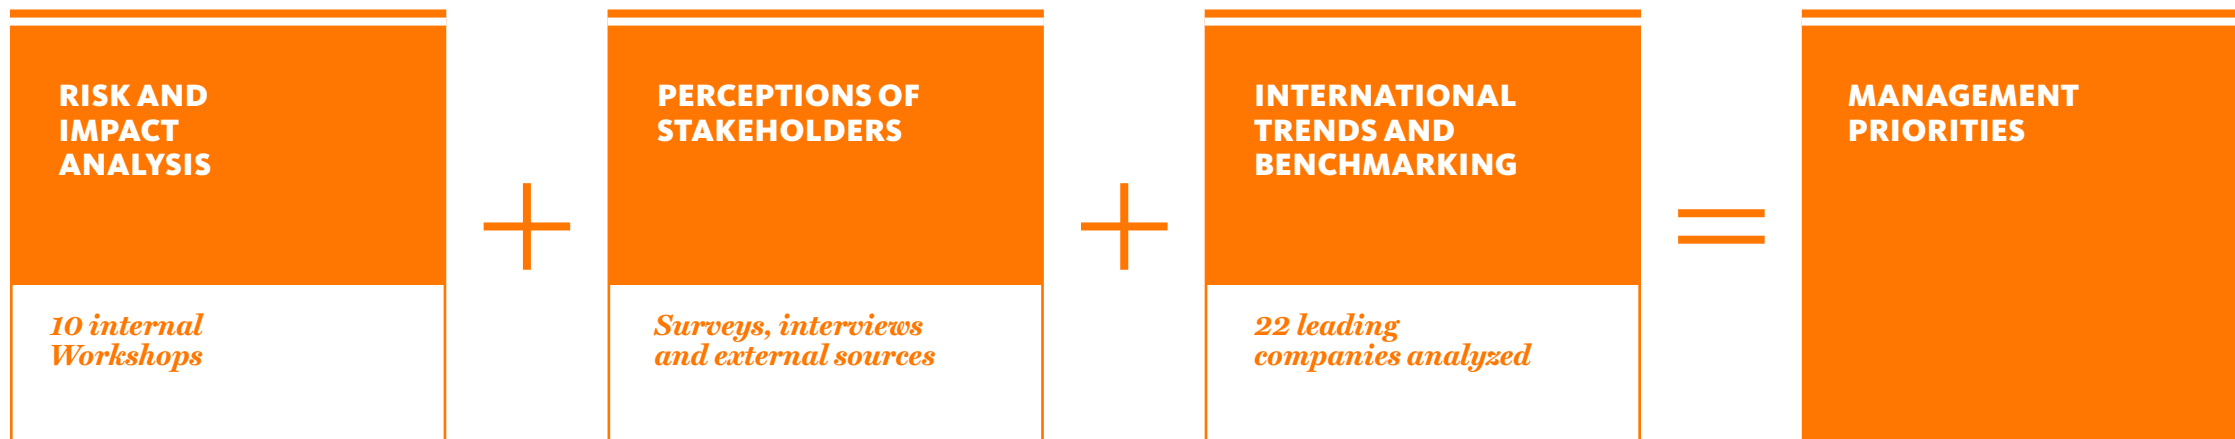 RISK AND
IMPACT
ANALYSIS
10 internal
Workshops
PERCEPTIONS OF
STAKEHOLDERS
Surveys, interviews
and external sources
INTERNATIONAL
TRENDS AND
BENCHMARKING
22 leading
companies analyzed
MANAGEMENT
PRIORITIES